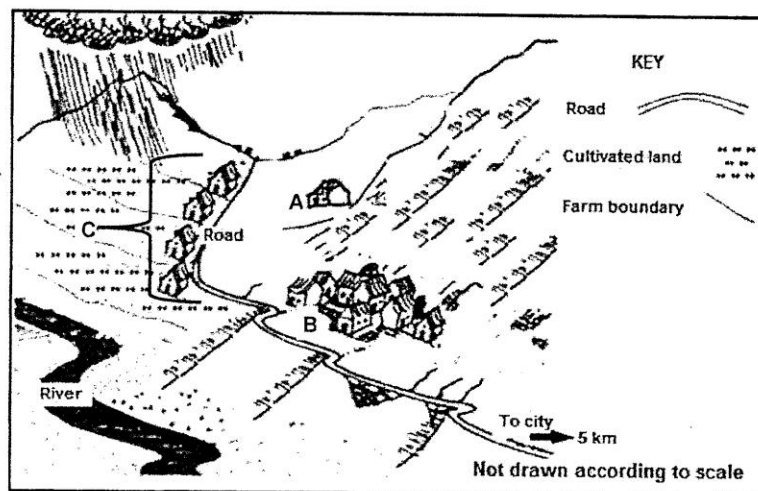 KEY
Road
Cultivated land
Farm boundary
A
C
Road
B
River
To city
5 km
Not drawn according to scale